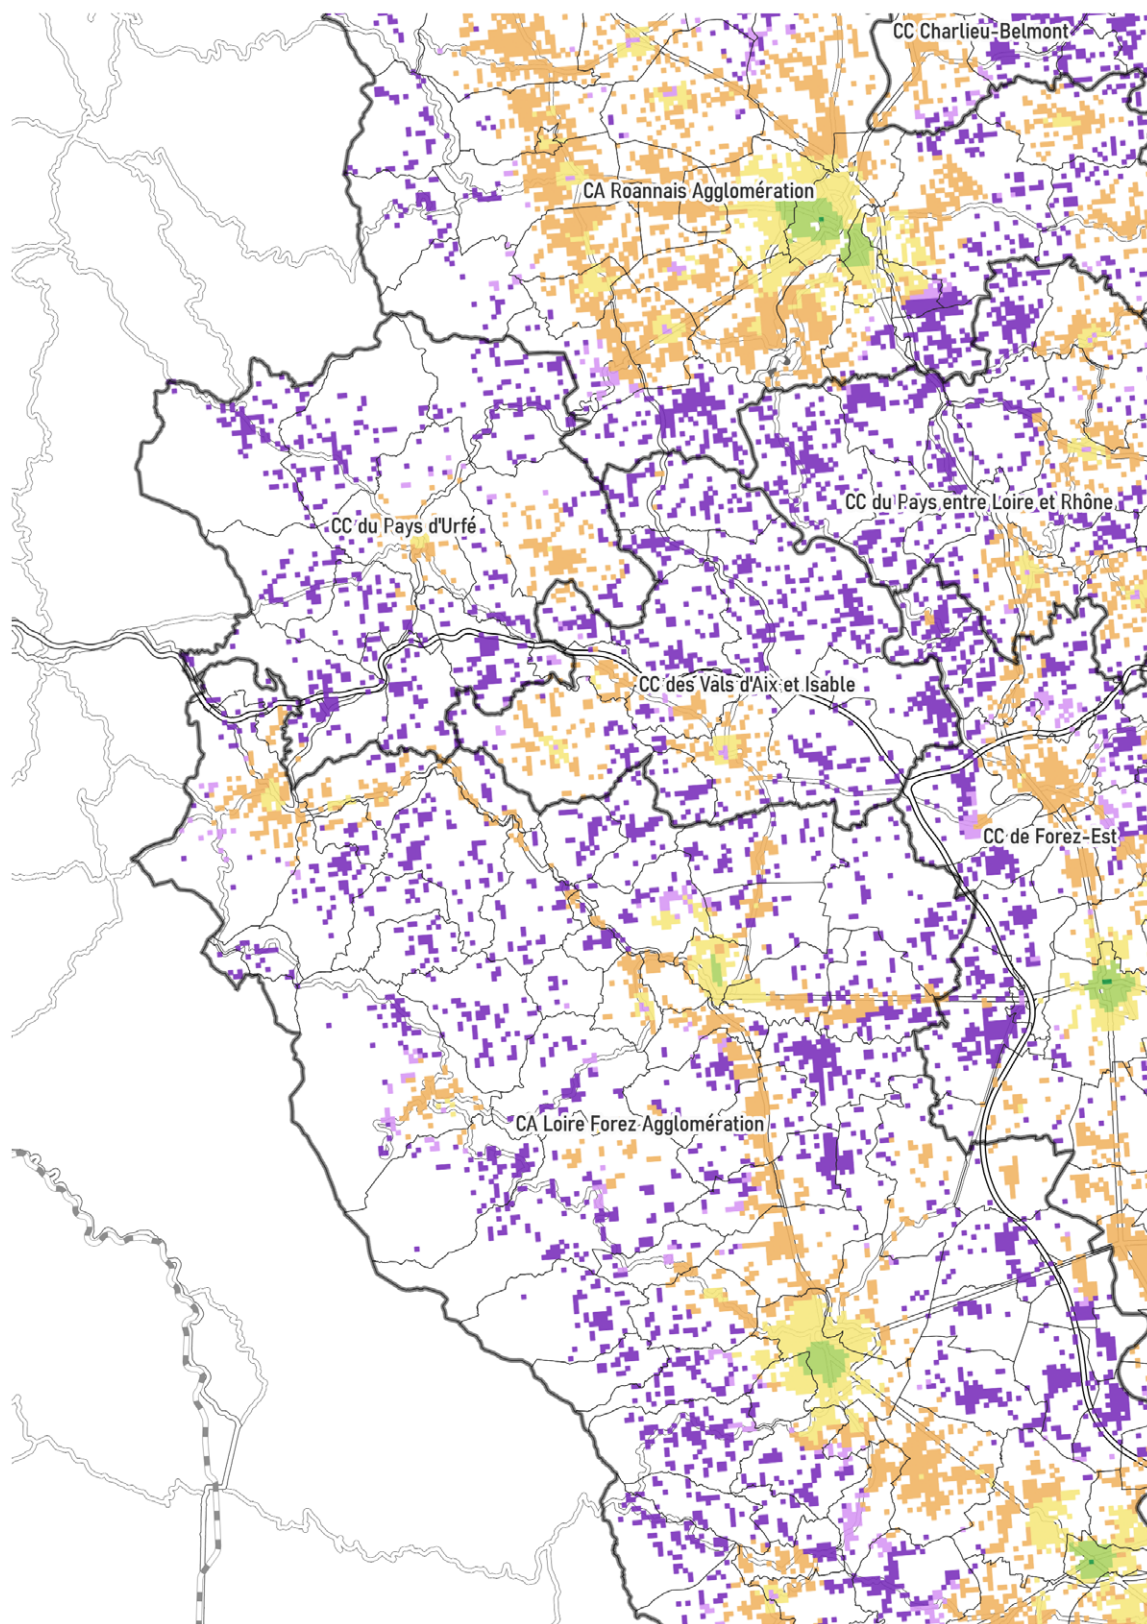 CC Charlieu-Belmont
CA Roannais Agglomération
CC du Pays entre Loire et Rhône
CC du Pays d'Urfé
CC des Vals d'Aix et Isable
CC de Forez-Est
CA Loire Forez Agglomération